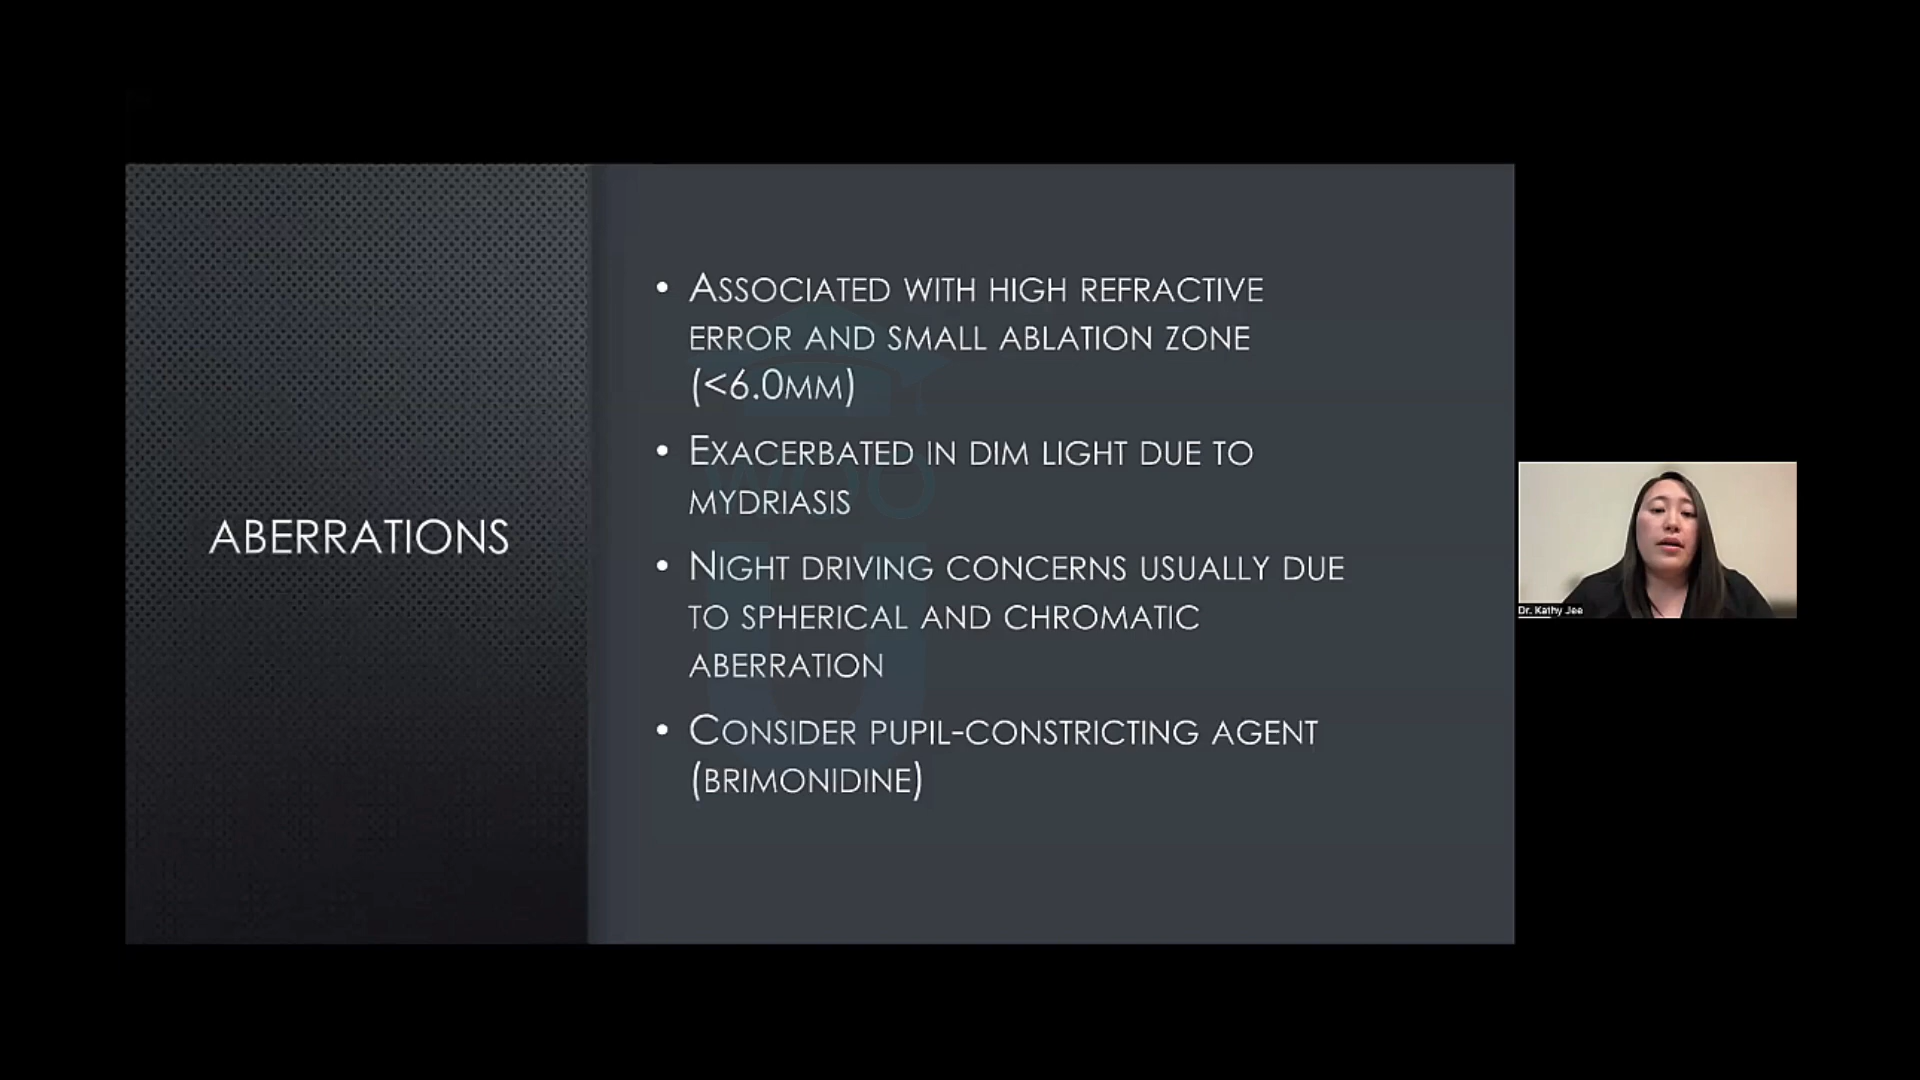 ABERRATIONS
• ASSOCIATED WITH HIGH REFRACTIVE
ERROR AND SMALL ABLATION ZONE
(<6.0MM)
• EXACERBATED IN DIM LIGHT DUE TO
MYDRIASIS
• NIGHT DRIVING CONCERNS USUALLY DUE
TO SPHERICAL AND CHROMATIC
ABERRATION
• CONSIDER PUPIL-CONSTRICTING AGENT
(BRIMONIDINE)
Dr. Kathy Jee
WOO
U